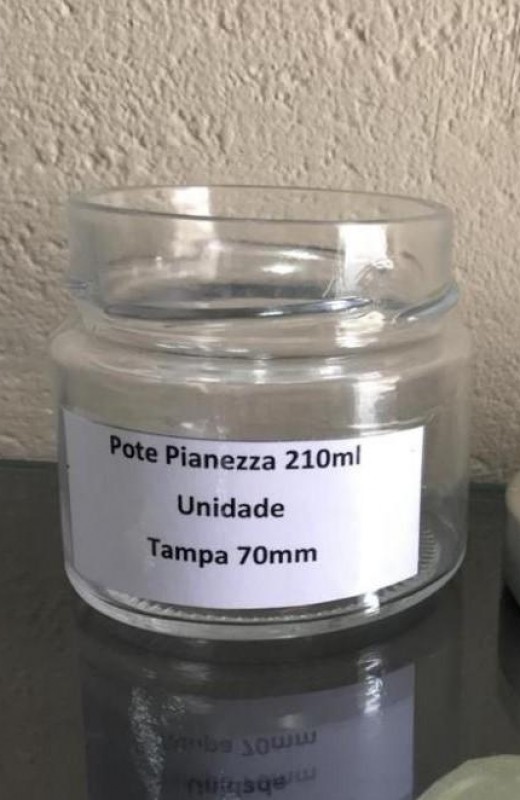 Pote Pianezza 210ml
Unidade
Tampa 70mm